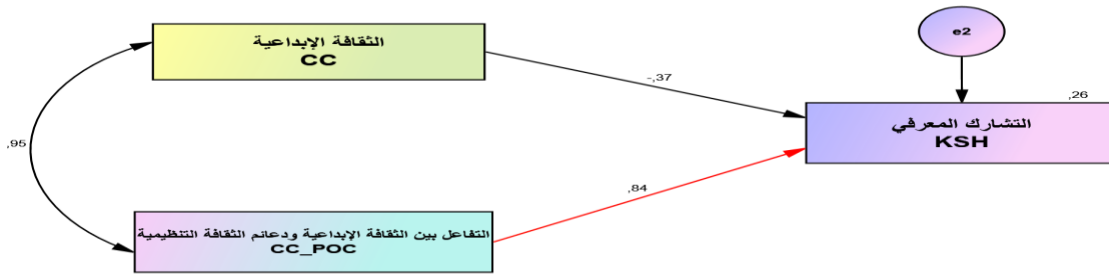 الثقافة الإبداعية
CC
e2
-,37
,26
التشارك المعرفي
KSH
,95
,84
التفاعل بين الثقافة الإبداعية ودعائم الثقافة التنظيمية
CC_POC